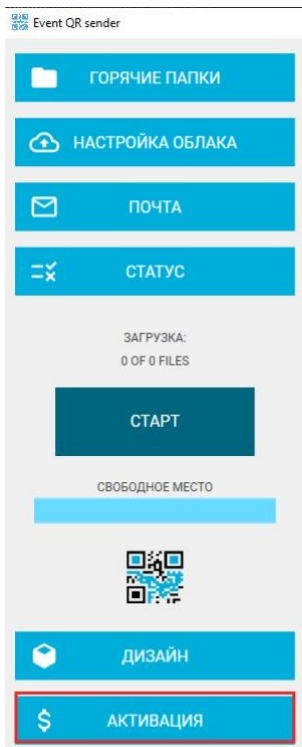 Event QR sender
ГОРЯЧИЕ ПАПКИ
НАСТРОЙКА ОБЛАКА
ПОЧТА
СТАТУС
ЗАГРУЗКА:
0 OF 0 FILES
СТАРТ
СВОБОДНОЕ МЕСТО
ДИЗАЙН
$ АКТИВАЦИЯ